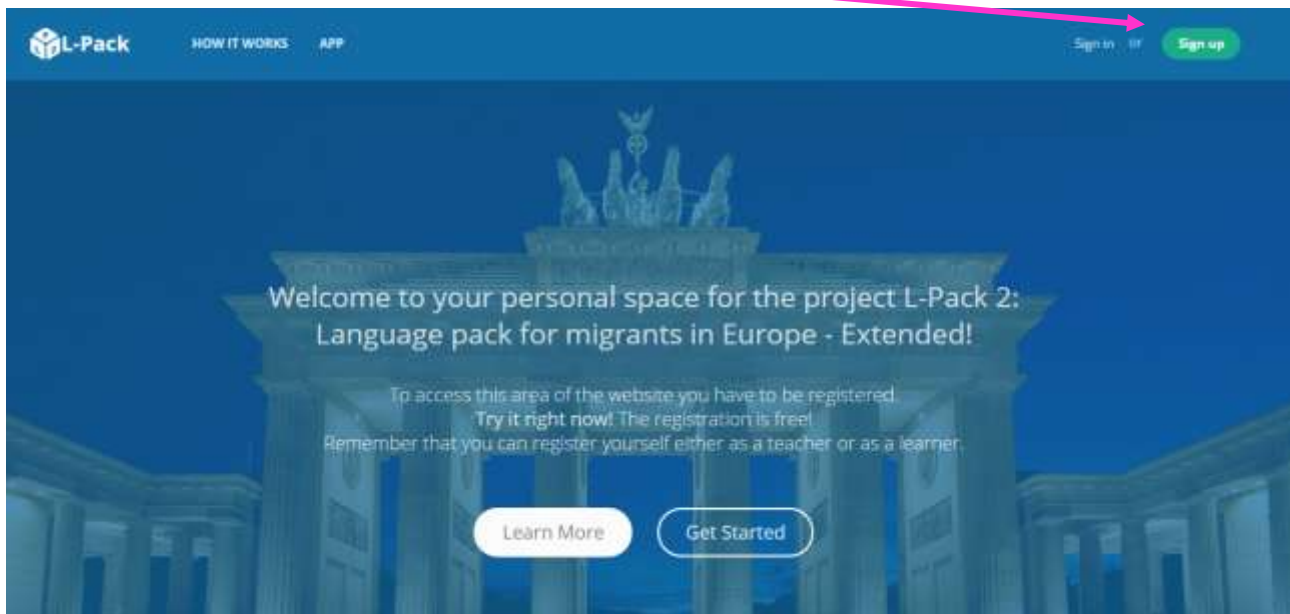 L-Pack
HOW IT WORKS
APP
Sign in or
Sign up
Welcome to your personal space for the project L-Pack 2:
Language pack for migrants in Europe - Extended!
To access this area of the website you have to be registered.
Try it right now! The registration is free!
Remember that you can register yourself either as a teacher or as a learner.
Learn More
Get Started